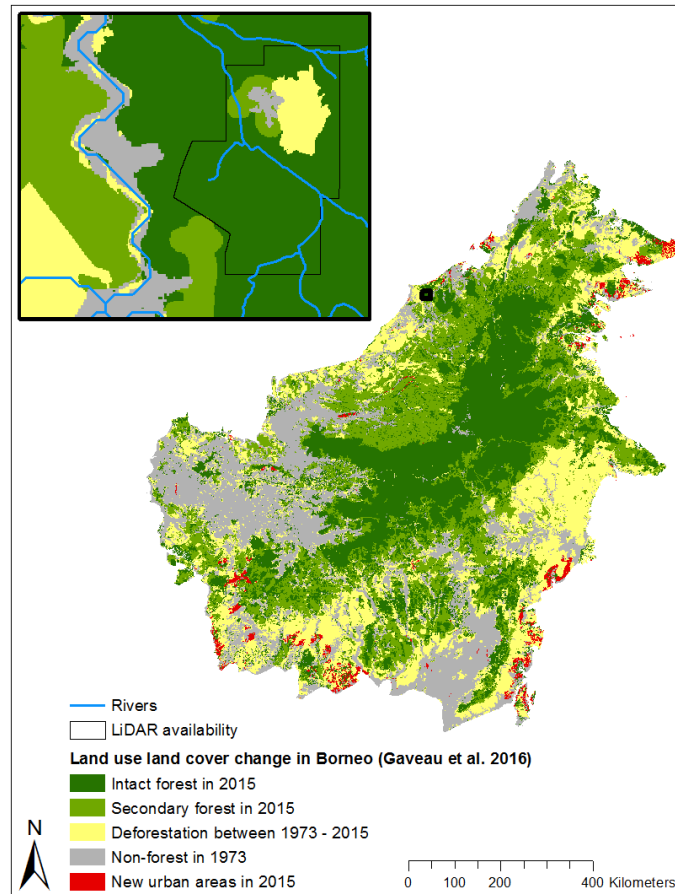 Rivers
LiDAR availability
Land use land cover change in Borneo (Gaveau et al. 2016)
Intact forest in 2015
Secondary forest in 2015
Deforestation between 1973 - 2015
Non-forest in 1973
New urban areas in 2015
N
0 100 200 400 Kilometers